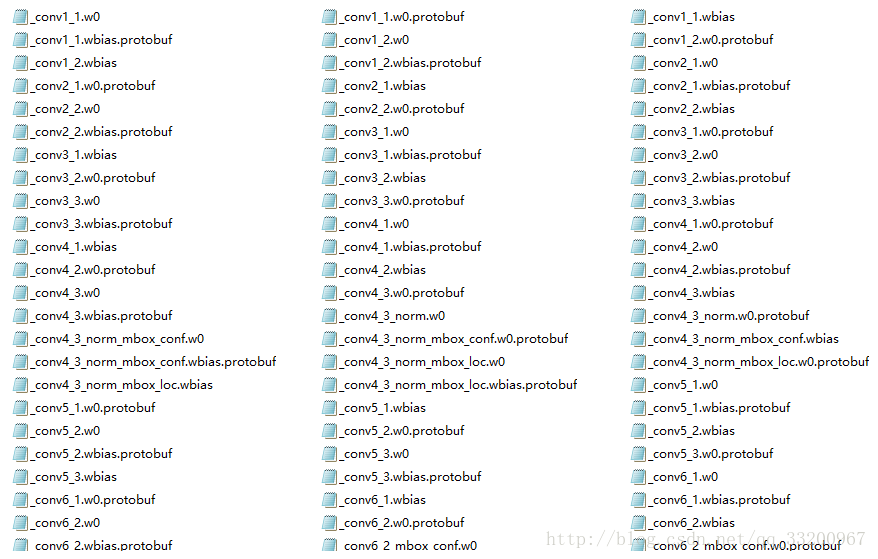 _conv1_1.w0 _conv1_1.w0.protobuf _conv1_1.wbias
_conv1_1.wbias.protobuf _conv1_2.w0 _conv1_2.w0.protobuf
_conv1_2.wbias _conv1_2.wbias.protobuf _conv2_1.w0
_conv2_1.w0.protobuf _conv2_1.wbias _conv2_1.wbias.protobuf
_conv2_2.w0 _conv2_2.w0.protobuf _conv2_2.wbias
_conv2_2.wbias.protobuf _conv3_1.w0 _conv3_1.w0.protobuf
_conv3_1.wbias _conv3_1.wbias.protobuf _conv3_2.w0
_conv3_2.w0.protobuf _conv3_2.wbias _conv3_2.wbias.protobuf
_conv3_3.w0 _conv3_3.w0.protobuf _conv3_3.wbias
_conv3_3.wbias.protobuf _conv4_1.w0 _conv4_1.w0.protobuf
_conv4_1.wbias _conv4_1.wbias.protobuf _conv4_2.w0
_conv4_2.w0.protobuf _conv4_2.wbias _conv4_2.wbias.protobuf
_conv4_3.w0 _conv4_3.w0.protobuf _conv4_3.wbias
_conv4_3.wbias.protobuf _conv4_3_norm.w0 _conv4_3_norm.w0.protobuf
_conv4_3_norm_mbox_conf.w0 _conv4_3_norm_mbox_conf.w0.protobuf _conv4_3_norm_mbox_conf.wbias
_conv4_3_norm_mbox_conf.wbias.protobuf _conv4_3_norm_mbox_loc.w0 _conv4_3_norm_mbox_loc.w0.protobuf
_conv4_3_norm_mbox_loc.wbias _conv4_3_norm_mbox_loc.wbias.protobuf _conv5_1.w0
_conv5_1.w0.protobuf _conv5_1.wbias _conv5_1.wbias.protobuf
_conv5_2.w0 _conv5_2.w0.protobuf _conv5_2.wbias
_conv5_2.wbias.protobuf _conv5_3.w0 _conv5_3.w0.protobuf
_conv5_3.wbias _conv5_3.wbias.protobuf _conv6_1.w0
_conv6_1.w0.protobuf _conv6_1.wbias _conv6_1.wbias.protobuf
_conv6_2.w0 _conv6_2.w0.protobuf _conv6_2.wbias
_conv6_2.wbias.protobuf _conv6_2_mbox_conf.w0 _conv6_2_mbox_conf.w0.protobuf
http://blog.csdn.net/qq_33200967